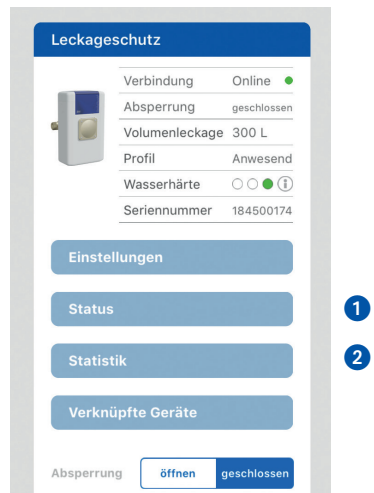 Leckageschutz
Verbindung Online
Absperrung geschlossen
Volumenleckage 300 L
Profil Anwesend
Wasserhärte i
Seriennummer 184500174
Einstellungen
Status 1
Statistik 2
Verknüpfte Geräte
Absperrung öffnen geschlossen